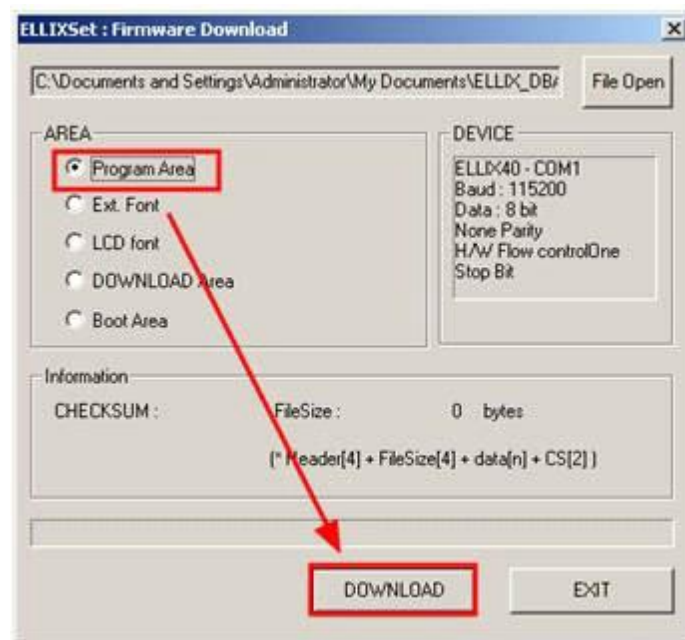 ELLIXSet : Firmware Download
C:\Documents and Settings\Administrator\My Documents\ELLIX_DBA
File Open
AREA
Program Area
Ext. Font
LCD font
DOWNLOAD Area
Boot Area
DEVICE
ELLIX40 - COM1
Baud : 115200
Data : 8 bit
None Parity
H/W Flow controlOne
Stop Bit
Information
CHECKSUM :
FileSize :
0 bytes
(* Header[4] + FileSize[4] + data[n] + CS[2] )
DOWNLOAD
EXIT